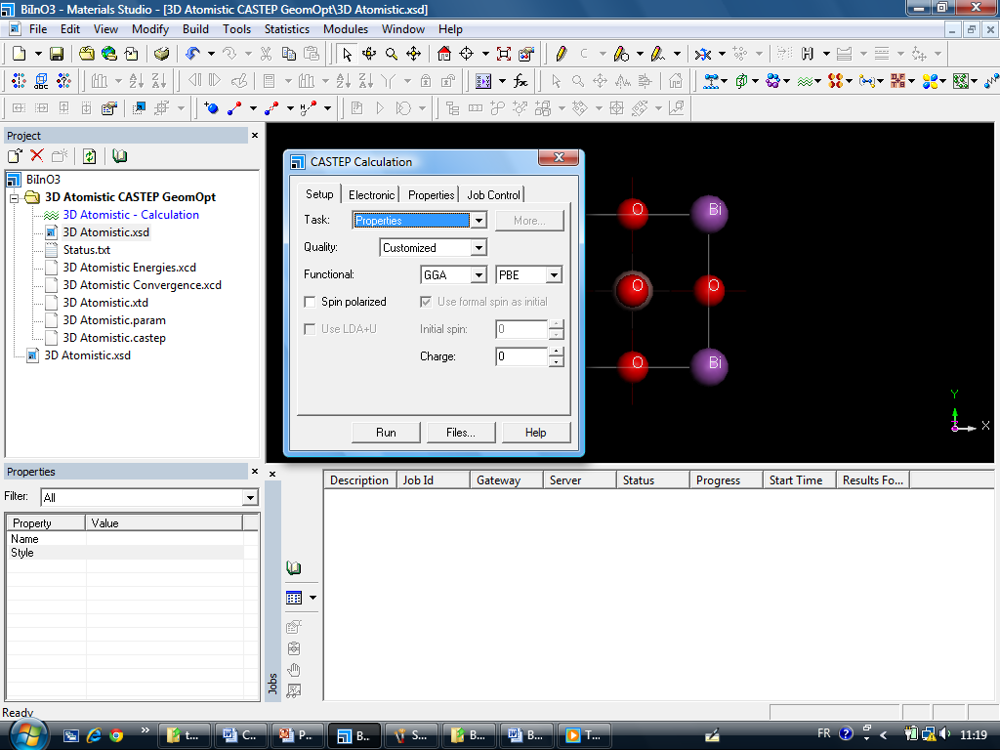 BiInO3 - Materials Studio - [3D Atomistic CASTEP GeomOpt\3D Atomistic.xsd]
File Edit View Modify Build Tools Statistics Modules Window Help
Project
BiInO3
3D Atomistic CASTEP GeomOpt
3D Atomistic - Calculation
3D Atomistic.xsd
Status.txt
3D Atomistic Energies.xcd
3D Atomistic Convergence.xcd
3D Atomistic.xtd
3D Atomistic.param
3D Atomistic.castep
3D Atomistic.xsd
CASTEP Calculation
Setup Electronic Properties Job Control
Task: Properties More...
Quality: Customized
Functional: GGA PBE
Spin polarized Use formal spin as initial
Use LDA+U Initial spin: 0
Charge: 0
Run Files... Help
O Bi
O O
O Bi
Y
X
Properties
Filter: All
Property Value
Name
Style
Description Job Id Gateway Server Status Progress Start Time Results Fo...
Jobs
Ready
t... C... P... B... S... B... B... T... FR 11:19